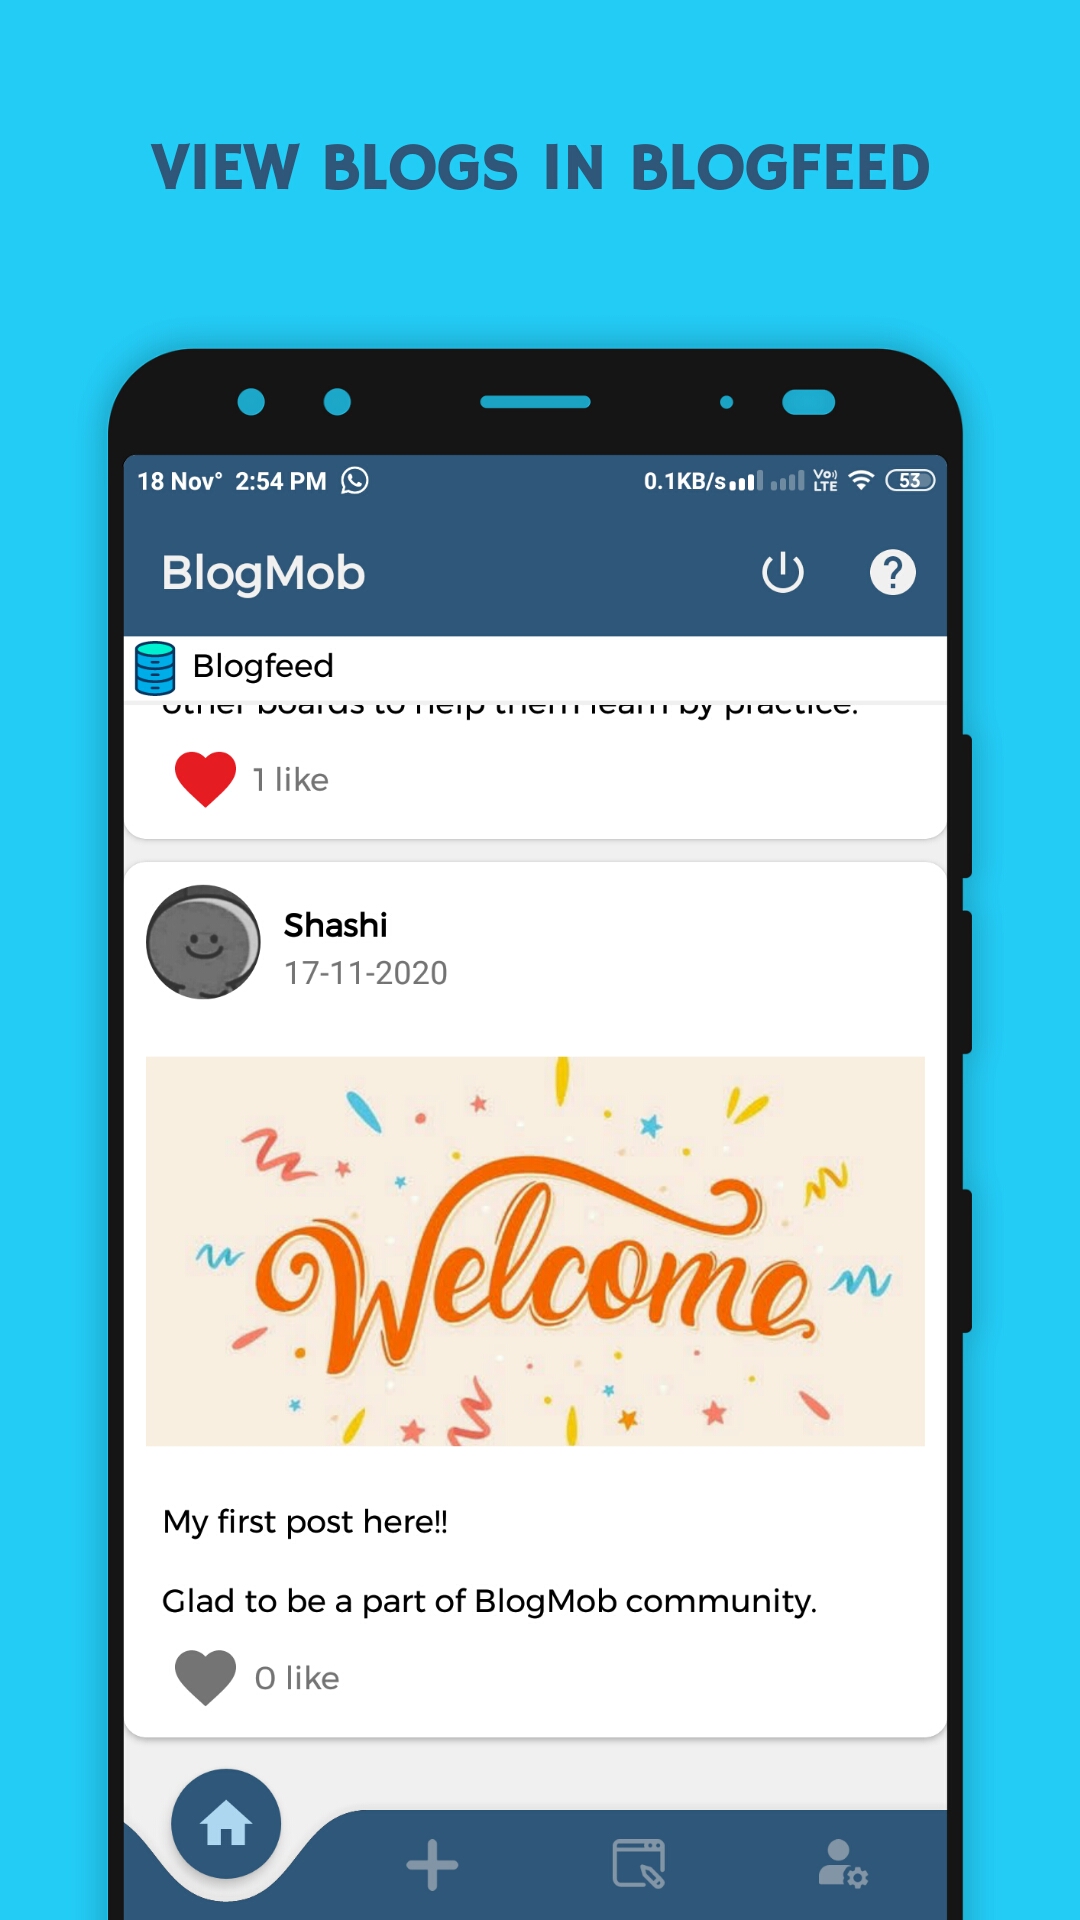 VIEW BLOGS IN BLOGFEED
18 Nov° 2:54 PM 0.1KB/s Vo)) LTE 53
BlogMob ?
Blogfeed
other boards to help them learn by practice.
1 like
Shashi
17-11-2020
Welcome
My first post here!!
Glad to be a part of BlogMob community.
0 like